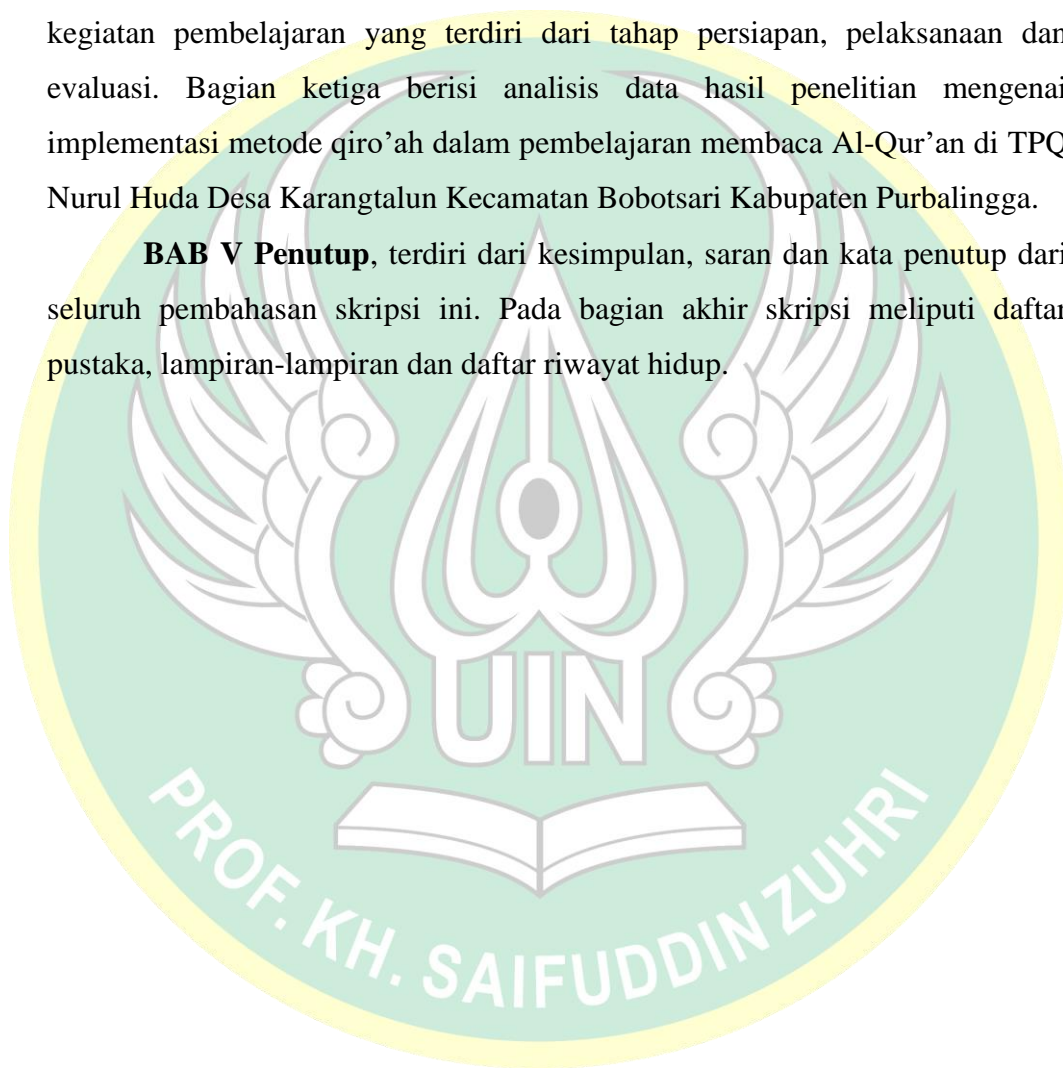 kegiatan pembelajaran yang terdiri dari tahap persiapan, pelaksanaan dan
evaluasi. Bagian ketiga berisi analisis data hasil penelitian mengenai
implementasi metode qiro’ah dalam pembelajaran membaca Al-Qur’an di TPQ
Nurul Huda Desa Karangtalun Kecamatan Bobotsari Kabupaten Purbalingga.
BAB V Penutup, terdiri dari kesimpulan, saran dan kata penutup dari
seluruh pembahasan skripsi ini. Pada bagian akhir skripsi meliputi daftar
pustaka, lampiran-lampiran dan daftar riwayat hidup.
UIN
PROF. KH. SAIFUDDIN ZUHRI